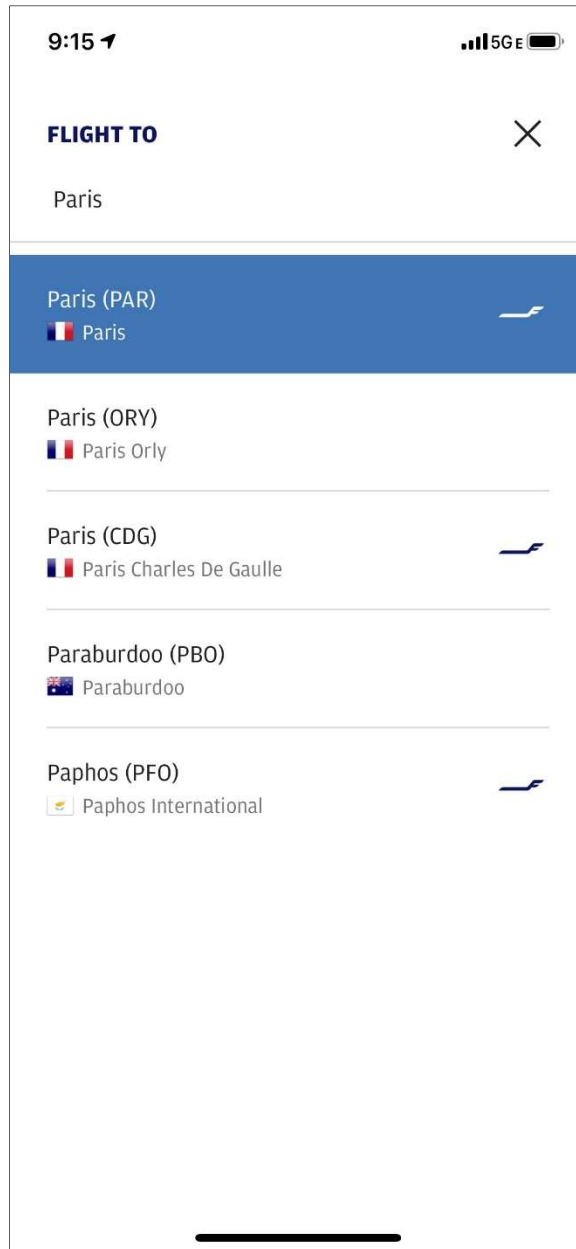 9:15
5GE
FLIGHT TO
Paris
Paris (PAR)
Paris
Paris (ORY)
Paris Orly
Paris (CDG)
Paris Charles De Gaulle
Paraburdoo (PBO)
Paraburdoo
Paphos (PFO)
Paphos International